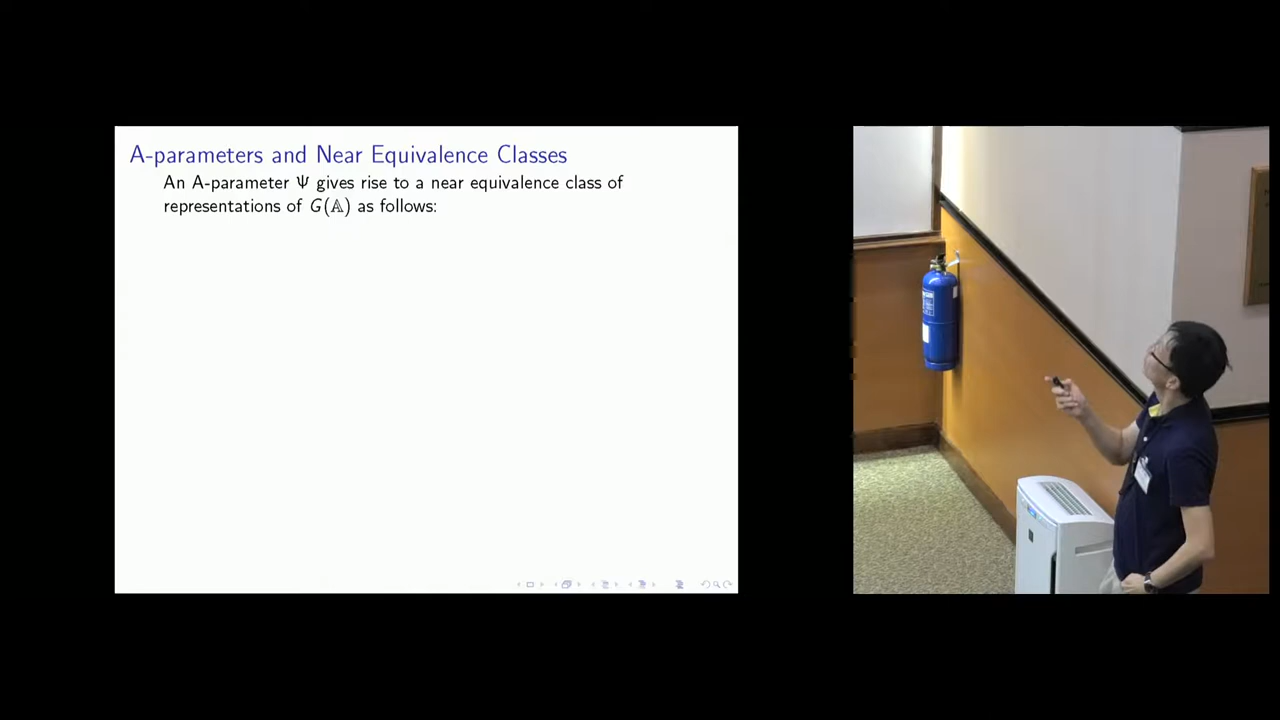 A-parameters and Near Equivalence Classes
An A-parameter Ψ gives rise to a near equivalence class of
representations of G(𝔸) as follows: